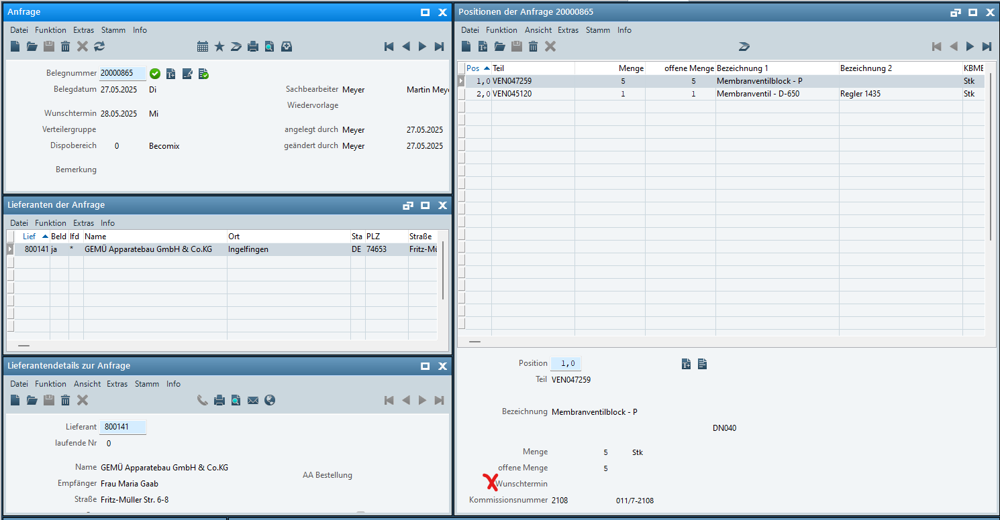 Anfrage
Datei Funktion Extras Stamm Info
Belegnummer 20000865
Belegdatum 27.05.2025 Di Sachbearbeiter Meyer Martin Mey
Wiedervorlage
Wunschtermin 28.05.2025 Mi
Verteilergruppe angelegt durch Meyer 27.05.2025
Dispobereich 0 Becomix geändert durch Meyer 27.05.2025
Bemerkung
Lieferanten der Anfrage
Datei Funktion Extras Info
Lief Beld lfd Name Ort Sta PLZ Straße
800141 ja * GEMÜ Apparatebau GmbH & Co.KG Ingelfingen DE 74653 Fritz-Mü
Lieferantendetails zur Anfrage
Datei Funktion Ansicht Extras Stamm Info
Lieferant 800141
laufende Nr 0
Name GEMÜ Apparatebau GmbH & Co.KG
AA Bestellung
Empfänger Frau Maria Gaab
Straße Fritz-Müller Str. 6-8
Positionen der Anfrage 20000865
Datei Funktion Ansicht Extras Stamm Info
Pos Teil Menge offene Menge Bezeichnung 1 Bezeichnung 2 KBME
1,0 VEN047259 5 5 Membranventilblock - P Stk
2,0 VEN045120 1 1 Membranventil - D-650 Regler 1435 Stk
Position 1,0
Teil VEN047259
Bezeichnung Membranventilblock - P
DN040
Menge 5 Stk
offene Menge 5
Wunschtermin
Kommissionsnummer 2108 011/7-2108